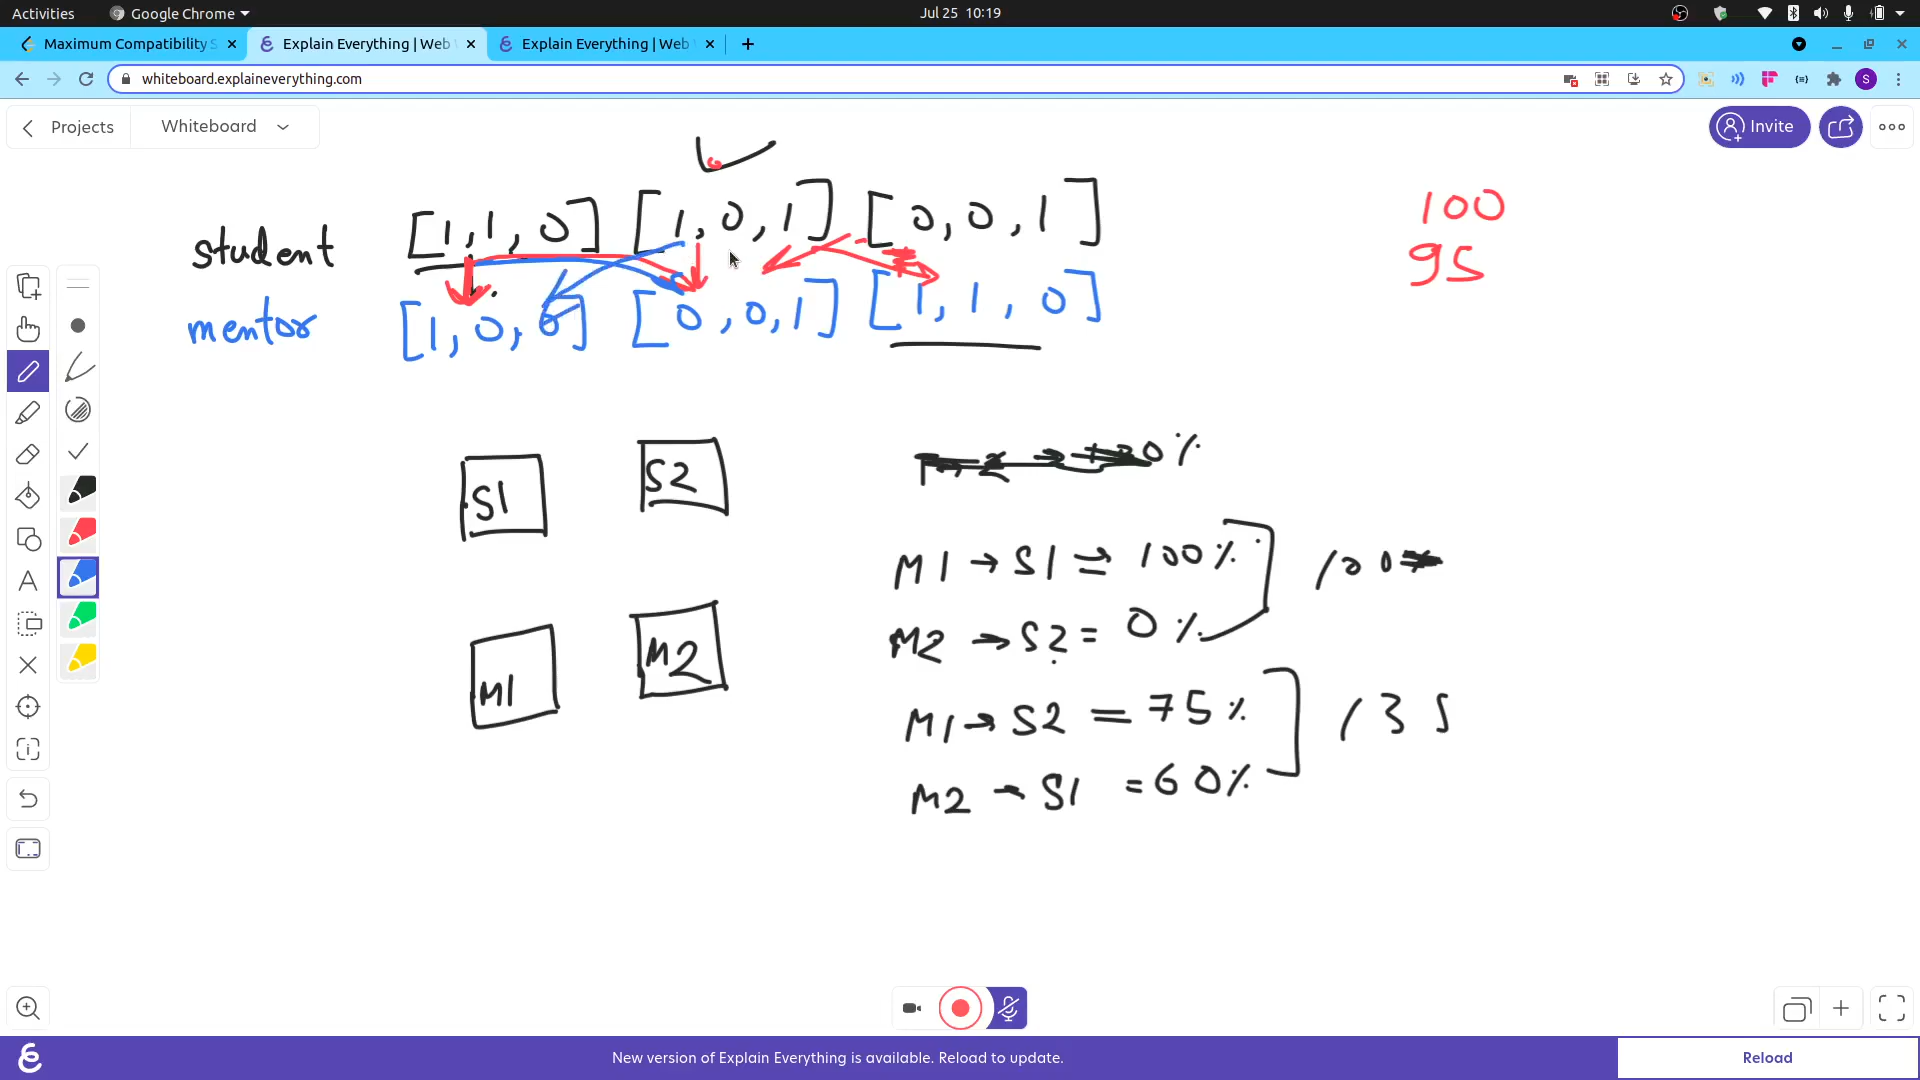 Activities Google Chrome Jul 25 10:19
Maximum Compatibility S Explain Everything | Web Explain Everything | Web
whiteboard.explaineverything.com S
Projects Whiteboard Invite
student [1,1,0] [1,0,1] [0,0,1] 100
95
mentor [1,0,0] [0,0,1] [1,1,0]
S1 S2
0%
M1 → S1 = 100%
100
M2 → S2 = 0%
M1 M2
M1 → S2 = 75%
135
M2 - S1 = 60%
New version of Explain Everything is available. Reload to update. Reload